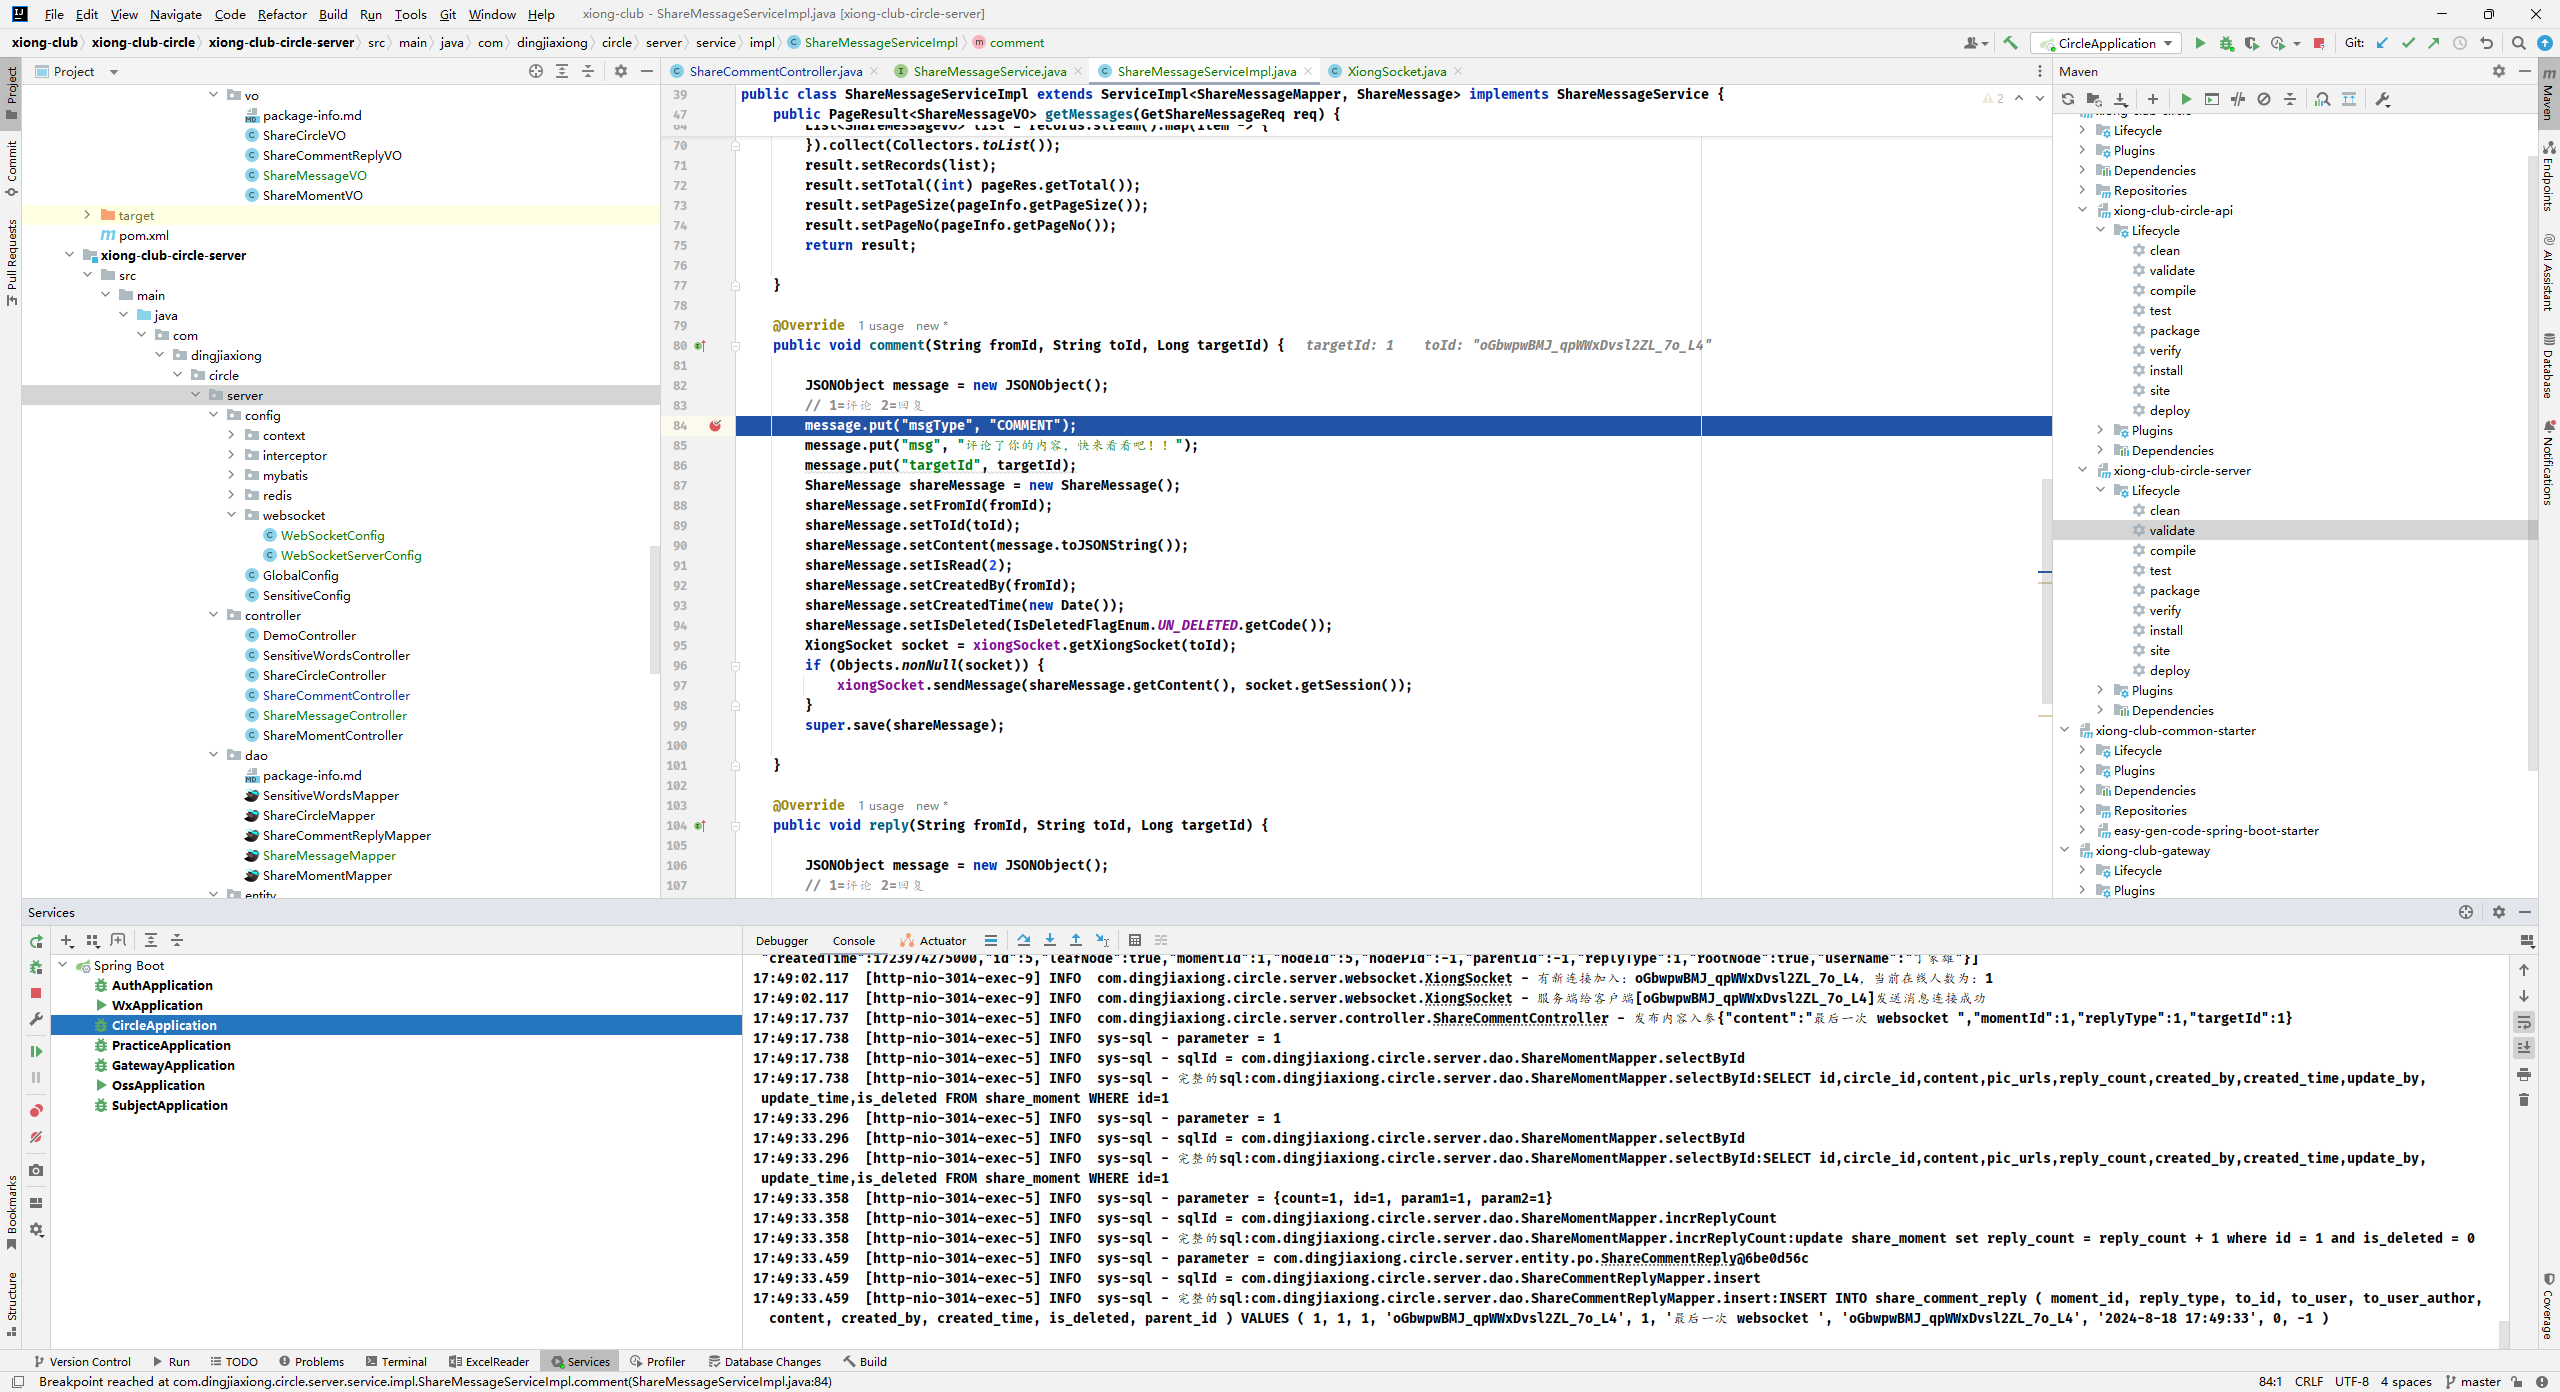 File Edit View Navigate Code Refactor Build Run Tools Git Window Help xiong-club - ShareMessageServiceImpl.java [xiong-club-circle-server]
xiong-club xiong-club-circle xiong-club-circle-server src main java com dingjiaxiong circle server service impl ShareMessageServiceImpl comment CircleApplication Git:
Project
Commit
Pull Requests
Bookmarks
Structure
Project
vo
package-info.md
ShareCircleVO
ShareCommentReplyVO
ShareMessageVO
ShareMomentVO
target
pom.xml
xiong-club-circle-server
src
main
java
com
dingjiaxiong
circle
server
config
context
interceptor
mybatis
redis
websocket
WebSocketConfig
WebSocketServerConfig
GlobalConfig
SensitiveConfig
controller
DemoController
SensitiveWordsController
ShareCircleController
ShareCommentController
ShareMessageController
ShareMomentController
dao
package-info.md
SensitiveWordsMapper
ShareCircleMapper
ShareCommentReplyMapper
ShareMessageMapper
ShareMomentMapper
entity
ShareCommentController.java ShareMessageService.java ShareMessageServiceImpl.java XiongSocket.java
39 public class ShareMessageServiceImpl extends ServiceImpl<ShareMessageMapper, ShareMessage> implements ShareMessageService { 2
47 public PageResult<ShareMessageVO> getMessages(GetShareMessageReq req) {
64 List<ShareMessageVO> list = records.stream().map(item -> {
70 }).collect(Collectors.toList());
71 result.setRecords(list);
72 result.setTotal((int) pageRes.getTotal());
73 result.setPageSize(pageInfo.getPageSize());
74 result.setPageNo(pageInfo.getPageNo());
75 return result;
76
77 }
78
79 @Override 1 usage new *
80 public void comment(String fromId, String toId, Long targetId) { targetId: 1 toId: "oGbwpwBMJ_qpWWxDvsl2ZL_7o_L4"
81
82 JSONObject message = new JSONObject();
83 // 1=评论 2=回复
84 message.put("msgType", "COMMENT");
85 message.put("msg", "评论了你的内容，快来看看吧！！");
86 message.put("targetId", targetId);
87 ShareMessage shareMessage = new ShareMessage();
88 shareMessage.setFromId(fromId);
89 shareMessage.setToId(toId);
90 shareMessage.setContent(message.toJSONString());
91 shareMessage.setIsRead(2);
92 shareMessage.setCreatedBy(fromId);
93 shareMessage.setCreatedTime(new Date());
94 shareMessage.setIsDeleted(IsDeletedFlagEnum.UN_DELETED.getCode());
95 XiongSocket socket = xiongSocket.getXiongSocket(toId);
96 if (Objects.nonNull(socket)) {
97 xiongSocket.sendMessage(shareMessage.getContent(), socket.getSession());
98 }
99 super.save(shareMessage);
100
101 }
102
103 @Override 1 usage new *
104 public void reply(String fromId, String toId, Long targetId) {
105
106 JSONObject message = new JSONObject();
107 // 1=评论 2=回复
Maven
xiong-club-circle
Lifecycle
Plugins
Dependencies
Repositories
xiong-club-circle-api
Lifecycle
clean
validate
compile
test
package
verify
install
site
deploy
Plugins
Dependencies
xiong-club-circle-server
Lifecycle
clean
validate
compile
test
package
verify
install
site
deploy
Plugins
Dependencies
xiong-club-common-starter
Lifecycle
Plugins
Dependencies
Repositories
easy-gen-code-spring-boot-starter
xiong-club-gateway
Lifecycle
Plugins
Maven
Endpoints
AI Assistant
Database
Notifications
Coverage
Services
Spring Boot
AuthApplication
WxApplication
CircleApplication
PracticeApplication
GatewayApplication
OssApplication
SubjectApplication
Debugger Console Actuator
"createdTime":1723974275000,"id":5,"leafNode":true,"momentId":1,"nodeId":5,"nodePId":-1,"parentId":-1,"replyType":1,"rootNode":true,"userName":"丁家雄"}]
17:49:02.117 [http-nio-3014-exec-9] INFO com.dingjiaxiong.circle.server.websocket.XiongSocket - 有新连接加入：oGbwpwBMJ_qpWWxDvsl2ZL_7o_L4，当前在线人数为：1
17:49:02.117 [http-nio-3014-exec-9] INFO com.dingjiaxiong.circle.server.websocket.XiongSocket - 服务端给客户端[oGbwpwBMJ_qpWWxDvsl2ZL_7o_L4]发送消息连接成功
17:49:17.737 [http-nio-3014-exec-5] INFO com.dingjiaxiong.circle.server.controller.ShareCommentController - 发布内容入参{"content":"最后一次 websocket ","momentId":1,"replyType":1,"targetId":1}
17:49:17.738 [http-nio-3014-exec-5] INFO sys-sql - parameter = 1
17:49:17.738 [http-nio-3014-exec-5] INFO sys-sql - sqlId = com.dingjiaxiong.circle.server.dao.ShareMomentMapper.selectById
17:49:17.738 [http-nio-3014-exec-5] INFO sys-sql - 完整的sql:com.dingjiaxiong.circle.server.dao.ShareMomentMapper.selectById:SELECT id,circle_id,content,pic_urls,reply_count,created_by,created_time,update_by,
update_time,is_deleted FROM share_moment WHERE id=1
17:49:33.296 [http-nio-3014-exec-5] INFO sys-sql - parameter = 1
17:49:33.296 [http-nio-3014-exec-5] INFO sys-sql - sqlId = com.dingjiaxiong.circle.server.dao.ShareMomentMapper.selectById
17:49:33.296 [http-nio-3014-exec-5] INFO sys-sql - 完整的sql:com.dingjiaxiong.circle.server.dao.ShareMomentMapper.selectById:SELECT id,circle_id,content,pic_urls,reply_count,created_by,created_time,update_by,
update_time,is_deleted FROM share_moment WHERE id=1
17:49:33.358 [http-nio-3014-exec-5] INFO sys-sql - parameter = {count=1, id=1, param1=1, param2=1}
17:49:33.358 [http-nio-3014-exec-5] INFO sys-sql - sqlId = com.dingjiaxiong.circle.server.dao.ShareMomentMapper.incrReplyCount
17:49:33.358 [http-nio-3014-exec-5] INFO sys-sql - 完整的sql:com.dingjiaxiong.circle.server.dao.ShareMomentMapper.incrReplyCount:update share_moment set reply_count = reply_count + 1 where id = 1 and is_deleted = 0
17:49:33.459 [http-nio-3014-exec-5] INFO sys-sql - parameter = com.dingjiaxiong.circle.server.entity.po.ShareCommentReply@6be0d56c
17:49:33.459 [http-nio-3014-exec-5] INFO sys-sql - sqlId = com.dingjiaxiong.circle.server.dao.ShareCommentReplyMapper.insert
17:49:33.459 [http-nio-3014-exec-5] INFO sys-sql - 完整的sql:com.dingjiaxiong.circle.server.dao.ShareCommentReplyMapper.insert:INSERT INTO share_comment_reply ( moment_id, reply_type, to_id, to_user, to_user_author,
content, created_by, created_time, is_deleted, parent_id ) VALUES ( 1, 1, 1, 'oGbwpwBMJ_qpWWxDvsl2ZL_7o_L4', 1, '最后一次 websocket ', 'oGbwpwBMJ_qpWWxDvsl2ZL_7o_L4', '2024-8-18 17:49:33', 0, -1 )
Version Control Run TODO Problems Terminal ExcelReader Services Profiler Database Changes Build
Breakpoint reached at com.dingjiaxiong.circle.server.service.impl.ShareMessageServiceImpl.comment(ShareMessageServiceImpl.java:84) 84:1 CRLF UTF-8 4 spaces master